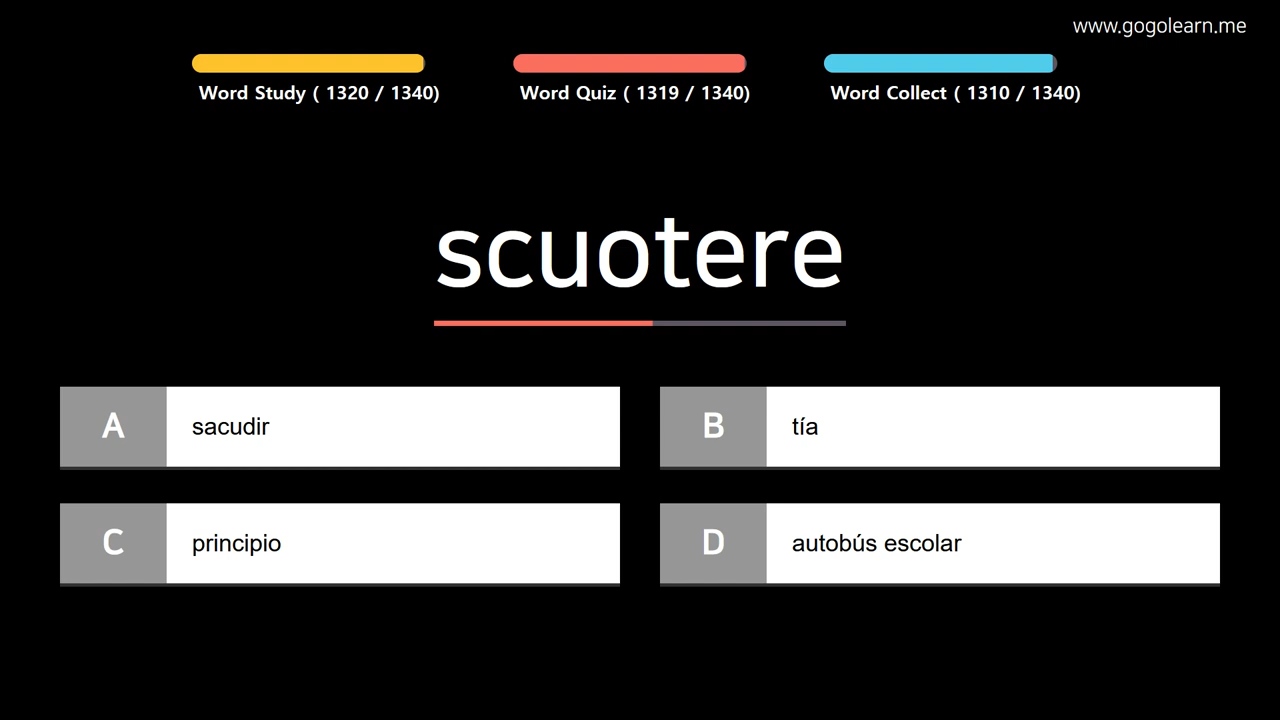 www.gogolearn.me
Word Study ( 1320 / 1340)
Word Quiz ( 1319 / 1340)
Word Collect ( 1310 / 1340)
scuotere
A sacudir
B tía
C principio
D autobús escolar